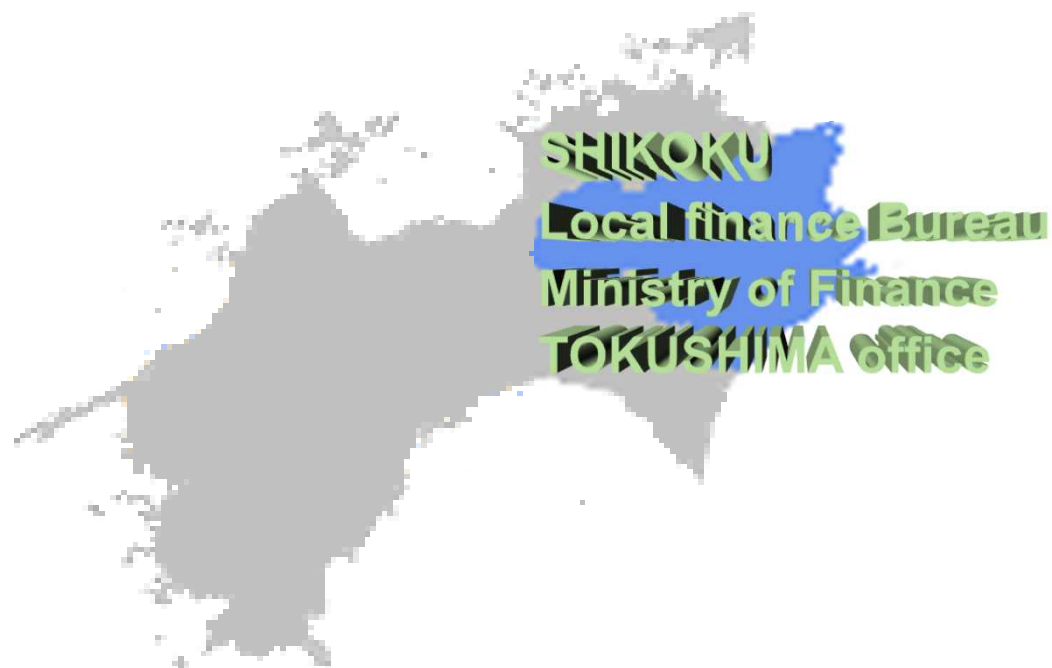 SHIKOKU
Local finance Bureau
Ministry of Finance
TOKUSHIMA office